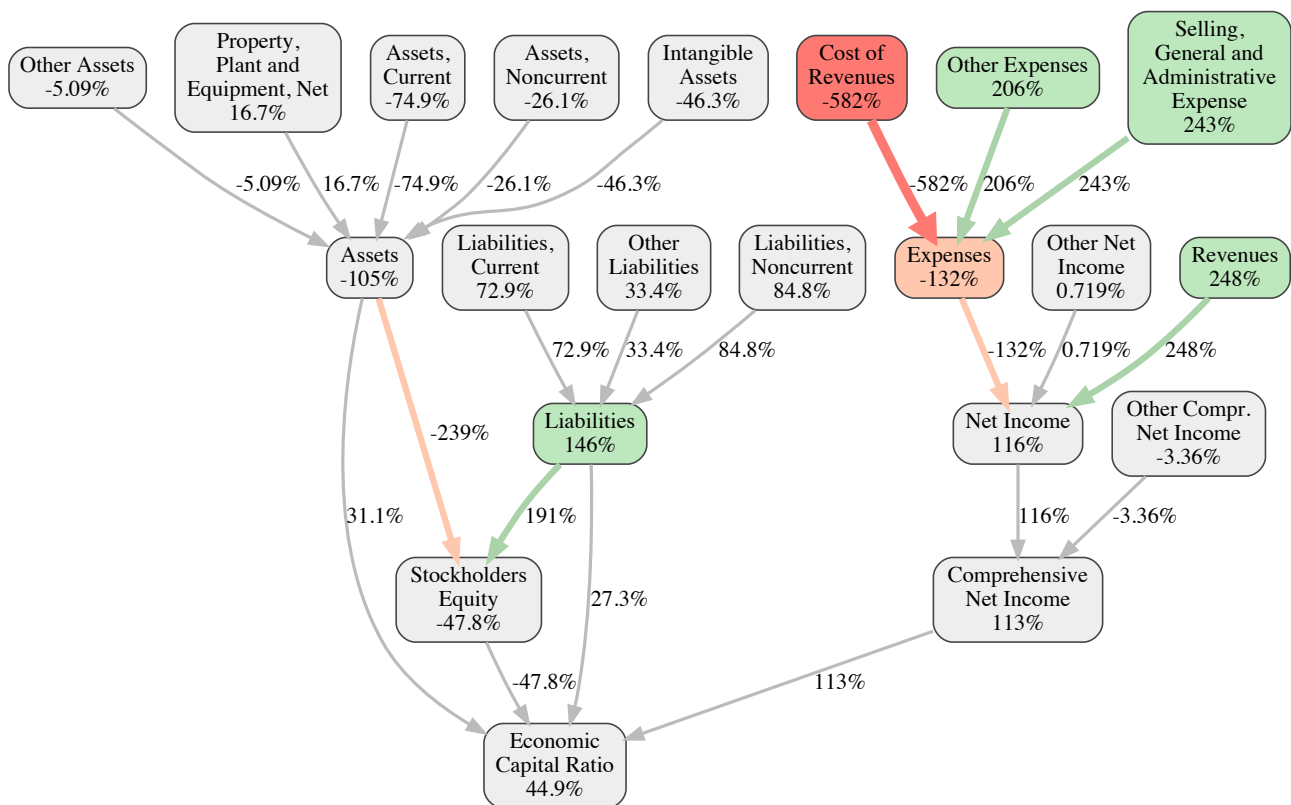 Other Assets
-5.09%
Property,
Plant and
Equipment, Net
16.7%
Assets,
Current
-74.9%
Assets,
Noncurrent
-26.1%
Intangible
Assets
-46.3%
Cost of
Revenues
-582%
Other Expenses
206%
Selling,
General and
Administrative
Expense
243%
-5.09%
16.7%
-74.9%
-26.1%
-46.3%
-582%
206%
243%
Assets
-105%
Liabilities,
Current
72.9%
Other
Liabilities
33.4%
Liabilities,
Noncurrent
84.8%
Expenses
-132%
Other Net
Income
0.719%
Revenues
248%
72.9%
33.4%
84.8%
-132%
0.719%
248%
-239%
Liabilities
146%
Net Income
116%
Other Compr.
Net Income
-3.36%
31.1%
191%
116%
-3.36%
Stockholders
Equity
-47.8%
27.3%
Comprehensive
Net Income
113%
-47.8%
113%
Economic
Capital Ratio
44.9%